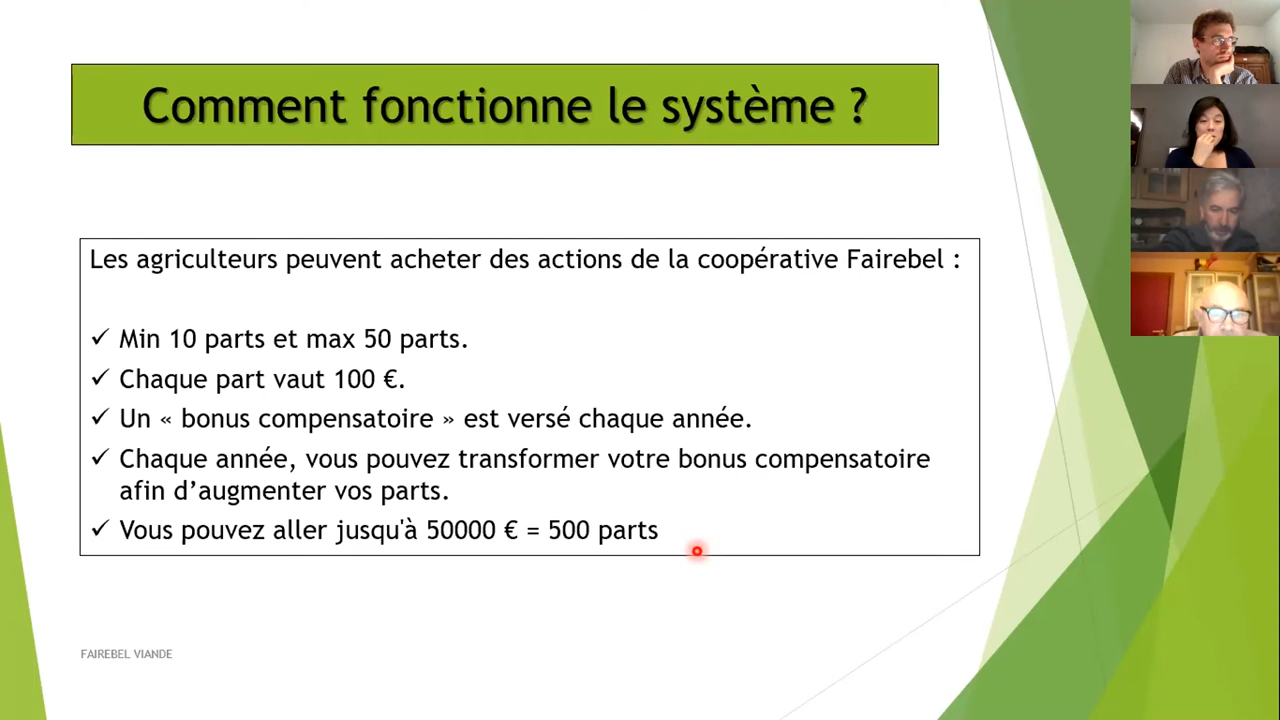 Comment fonctionne le système ?
Les agriculteurs peuvent acheter des actions de la coopérative Fairebel :
✓ Min 10 parts et max 50 parts.
✓ Chaque part vaut 100 €.
✓ Un « bonus compensatoire » est versé chaque année.
✓ Chaque année, vous pouvez transformer votre bonus compensatoire
afin d’augmenter vos parts.
✓ Vous pouvez aller jusqu'à 50000 € = 500 parts
FAIREBEL VIANDE